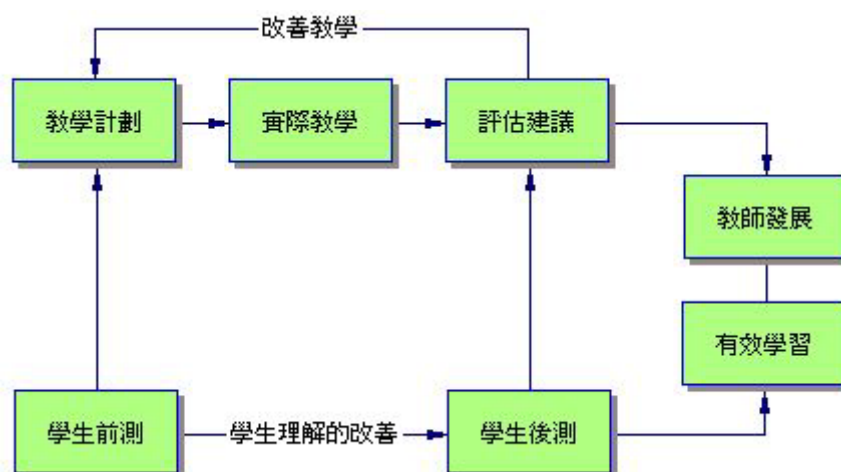 改善教學
教學計劃
實際教學
評估建議
教師發展
有效學習
學生前測
學生理解的改善
學生後測